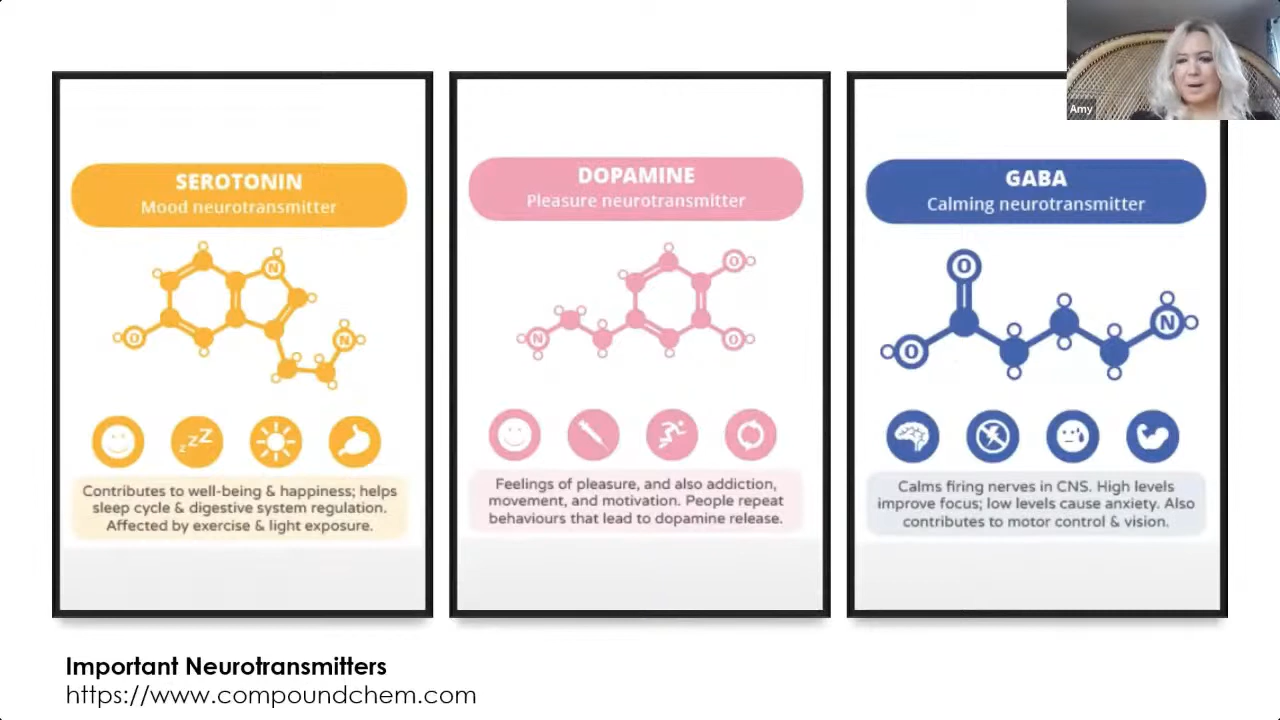 Amy
SEROTONIN
Mood neurotransmitter
N
O
N
Zzz
Contributes to well-being & happiness; helps
sleep cycle & digestive system regulation.
Affected by exercise & light exposure.
DOPAMINE
Pleasure neurotransmitter
O
N
O
Feelings of pleasure, and also addiction,
movement, and motivation. People repeat
behaviours that lead to dopamine release.
GABA
Calming neurotransmitter
O
N
O
Calms firing nerves in CNS. High levels
improve focus; low levels cause anxiety. Also
contributes to motor control & vision.
Important Neurotransmitters
https://www.compoundchem.com